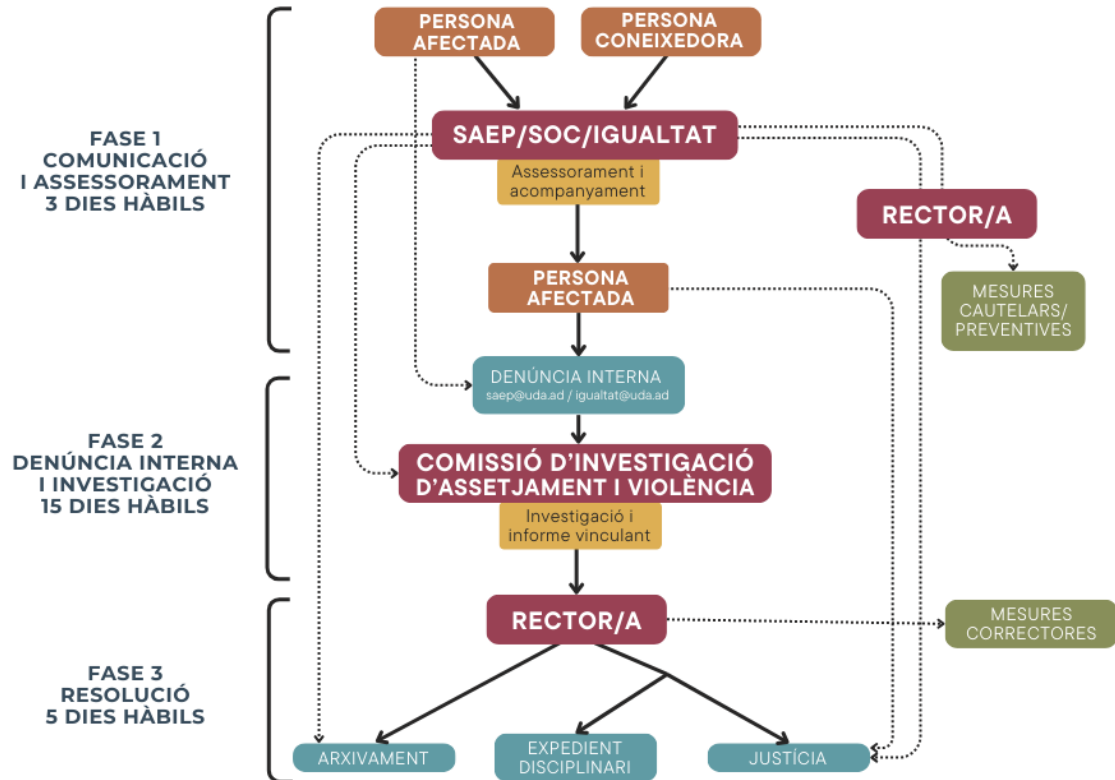 PERSONA
AFECTADA
PERSONA
CONEIXEDORA
FASE 1
COMUNICACIÓ
I ASSESSORAMENT
3 DIES HÀBILS
SAEP/SOC/IGUALTAT
Assessorament i
acompanyament
RECTOR/A
MESURES
CAUTELARS/
PREVENTIVES
PERSONA
AFECTADA
DENÚNCIA INTERNA
saep@uda.ad / igualtat@uda.ad
FASE 2
DENÚNCIA INTERNA
I INVESTIGACIÓ
15 DIES HÀBILS
COMISSIÓ D'INVESTIGACIÓ
D'ASSETJAMENT I VIOLÈNCIA
Investigació i
informe vinculant
FASE 3
RESOLUCIÓ
5 DIES HÀBILS
RECTOR/A
MESURES
CORRECTORES
ARXIVAMENT
EXPEDIENT
DISCIPLINARI
JUSTÍCIA